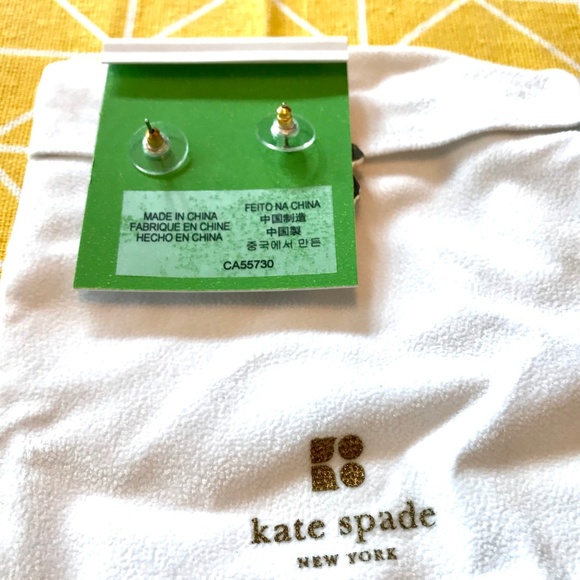 MADE IN CHINA
FABRIQUE EN CHINE
HECHO EN CHINA
FEITO NA CHINA
中国制造
中国製
중국에서 만든
CA55730
kate spade
NEW YORK